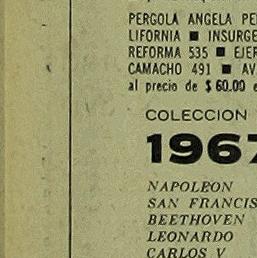 PERGOLA ANGELA PE
LIFORNIA ■ INSURGE
REFORMA 535 ■ EJER
CAMACHO 491 ■ AV
al precio de $60.00 e
COLECCION
1967
NAPOLEON
SAN FRANCIS
BEETHOVEN
LEONARDO
CARLOS V